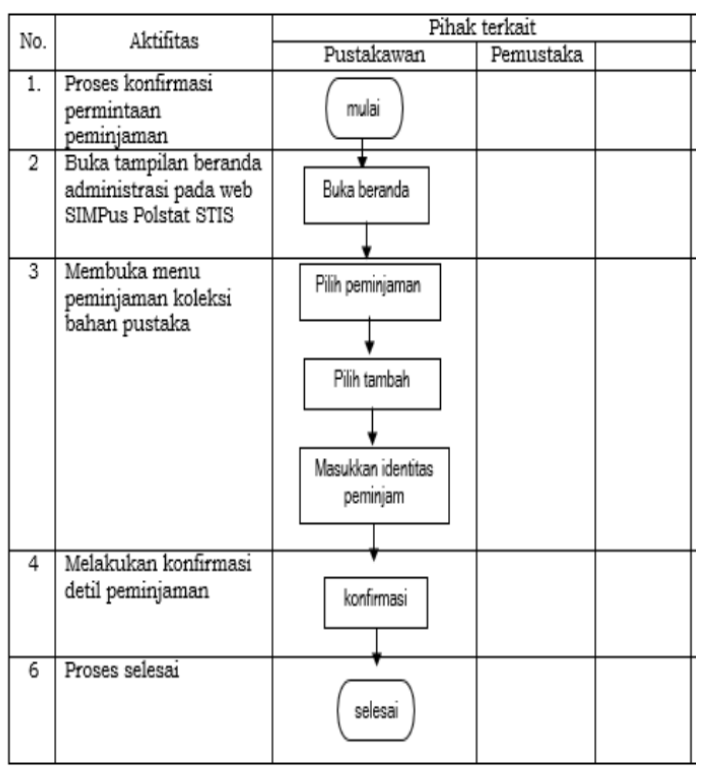 No.
Aktifitas
Pihak terkait
Pustakawan
Pemustaka
1.
Proses konfirmasi
permintaan
peminjaman
mulai
2
Buka tampilan beranda
administrasi pada web
SIMPus Polstat STIS
Buka beranda
3
Membuka menu
peminjaman koleksi
bahan pustaka
Pilih peminjaman
Pilih tambah
Masukkan identitas
peminjam
4
Melakukan konfirmasi
detil peminjaman
konfirmasi
6
Proses selesai
selesai